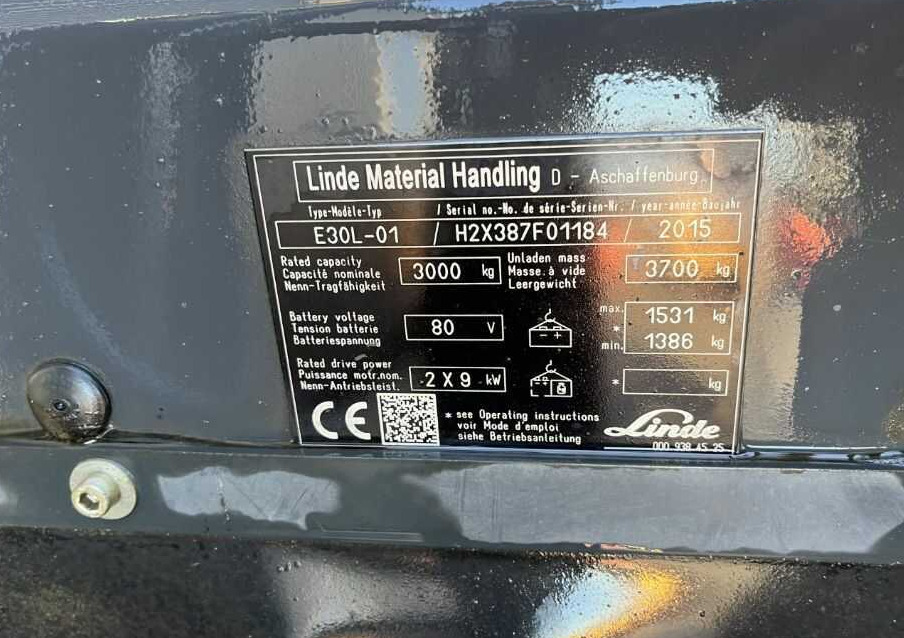 Linde Material Handling D - Aschaffenburg
Type-Modèle-Typ / Serial no.-No. de série-Serien-Nr. / year-année-Baujahr
E30L-01 / H2X387F01184 / 2015
Rated capacity
Capacité nominale
Nenn-Tragfähigkeit
3000 kg
Unladen mass
Masse à vide
Leergewicht
3700 kg
Battery voltage
Tension batterie
Batteriespannung
80 V
max. 1531 kg
*
min. 1386 kg
Rated drive power
Puissance motr.nom.
Nenn-Antriebsleist.
2 X 9 kW
* kg
CE
* see Operating instructions
voir Mode d'emploi
siehe Betriebsanleitung
Linde
000 938 45 25